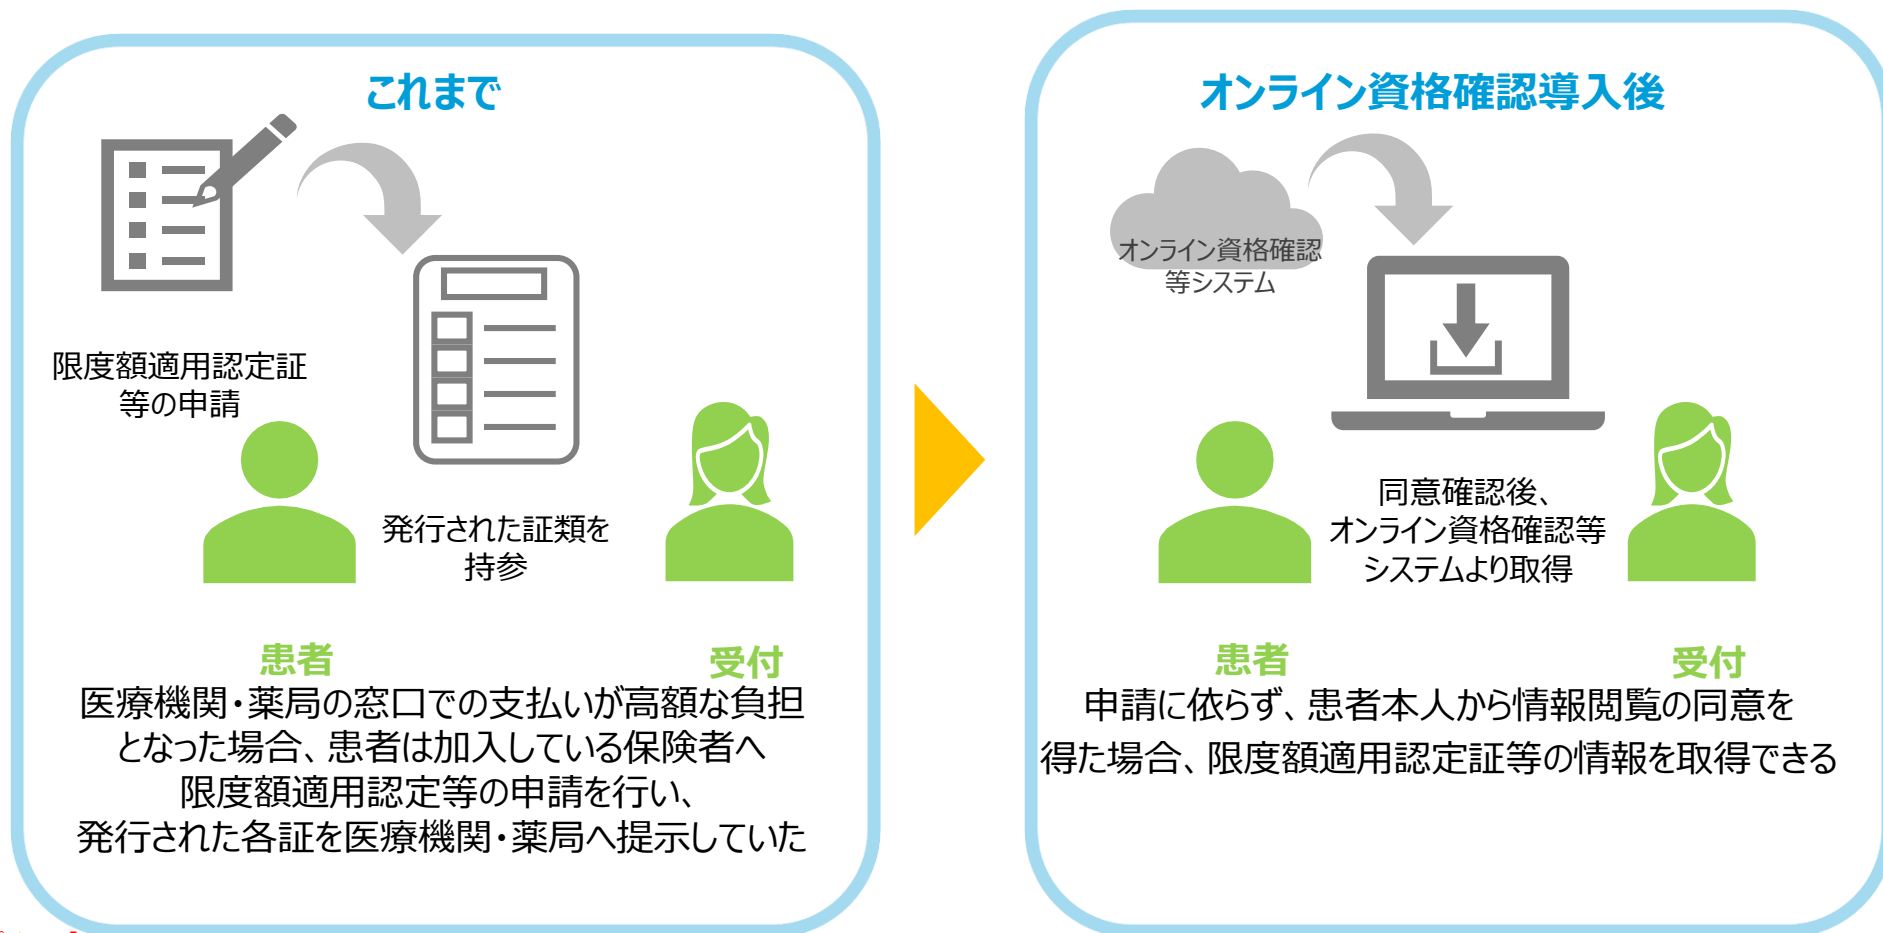 これまで
限度額適用認定証
等の申請
発行された証類を
持参
患者
受付
医療機関・薬局の窓口での支払いが高額な負担
となった場合、患者は加入している保険者へ
限度額適用認定等の申請を行い、
発行された各証を医療機関・薬局へ提示していた
オンライン資格確認導入後
オンライン資格確認
等システム
同意確認後、
オンライン資格確認等
システムより取得
患者
受付
申請に依らず、患者本人から情報閲覧の同意を
得た場合、限度額適用認定証等の情報を取得できる